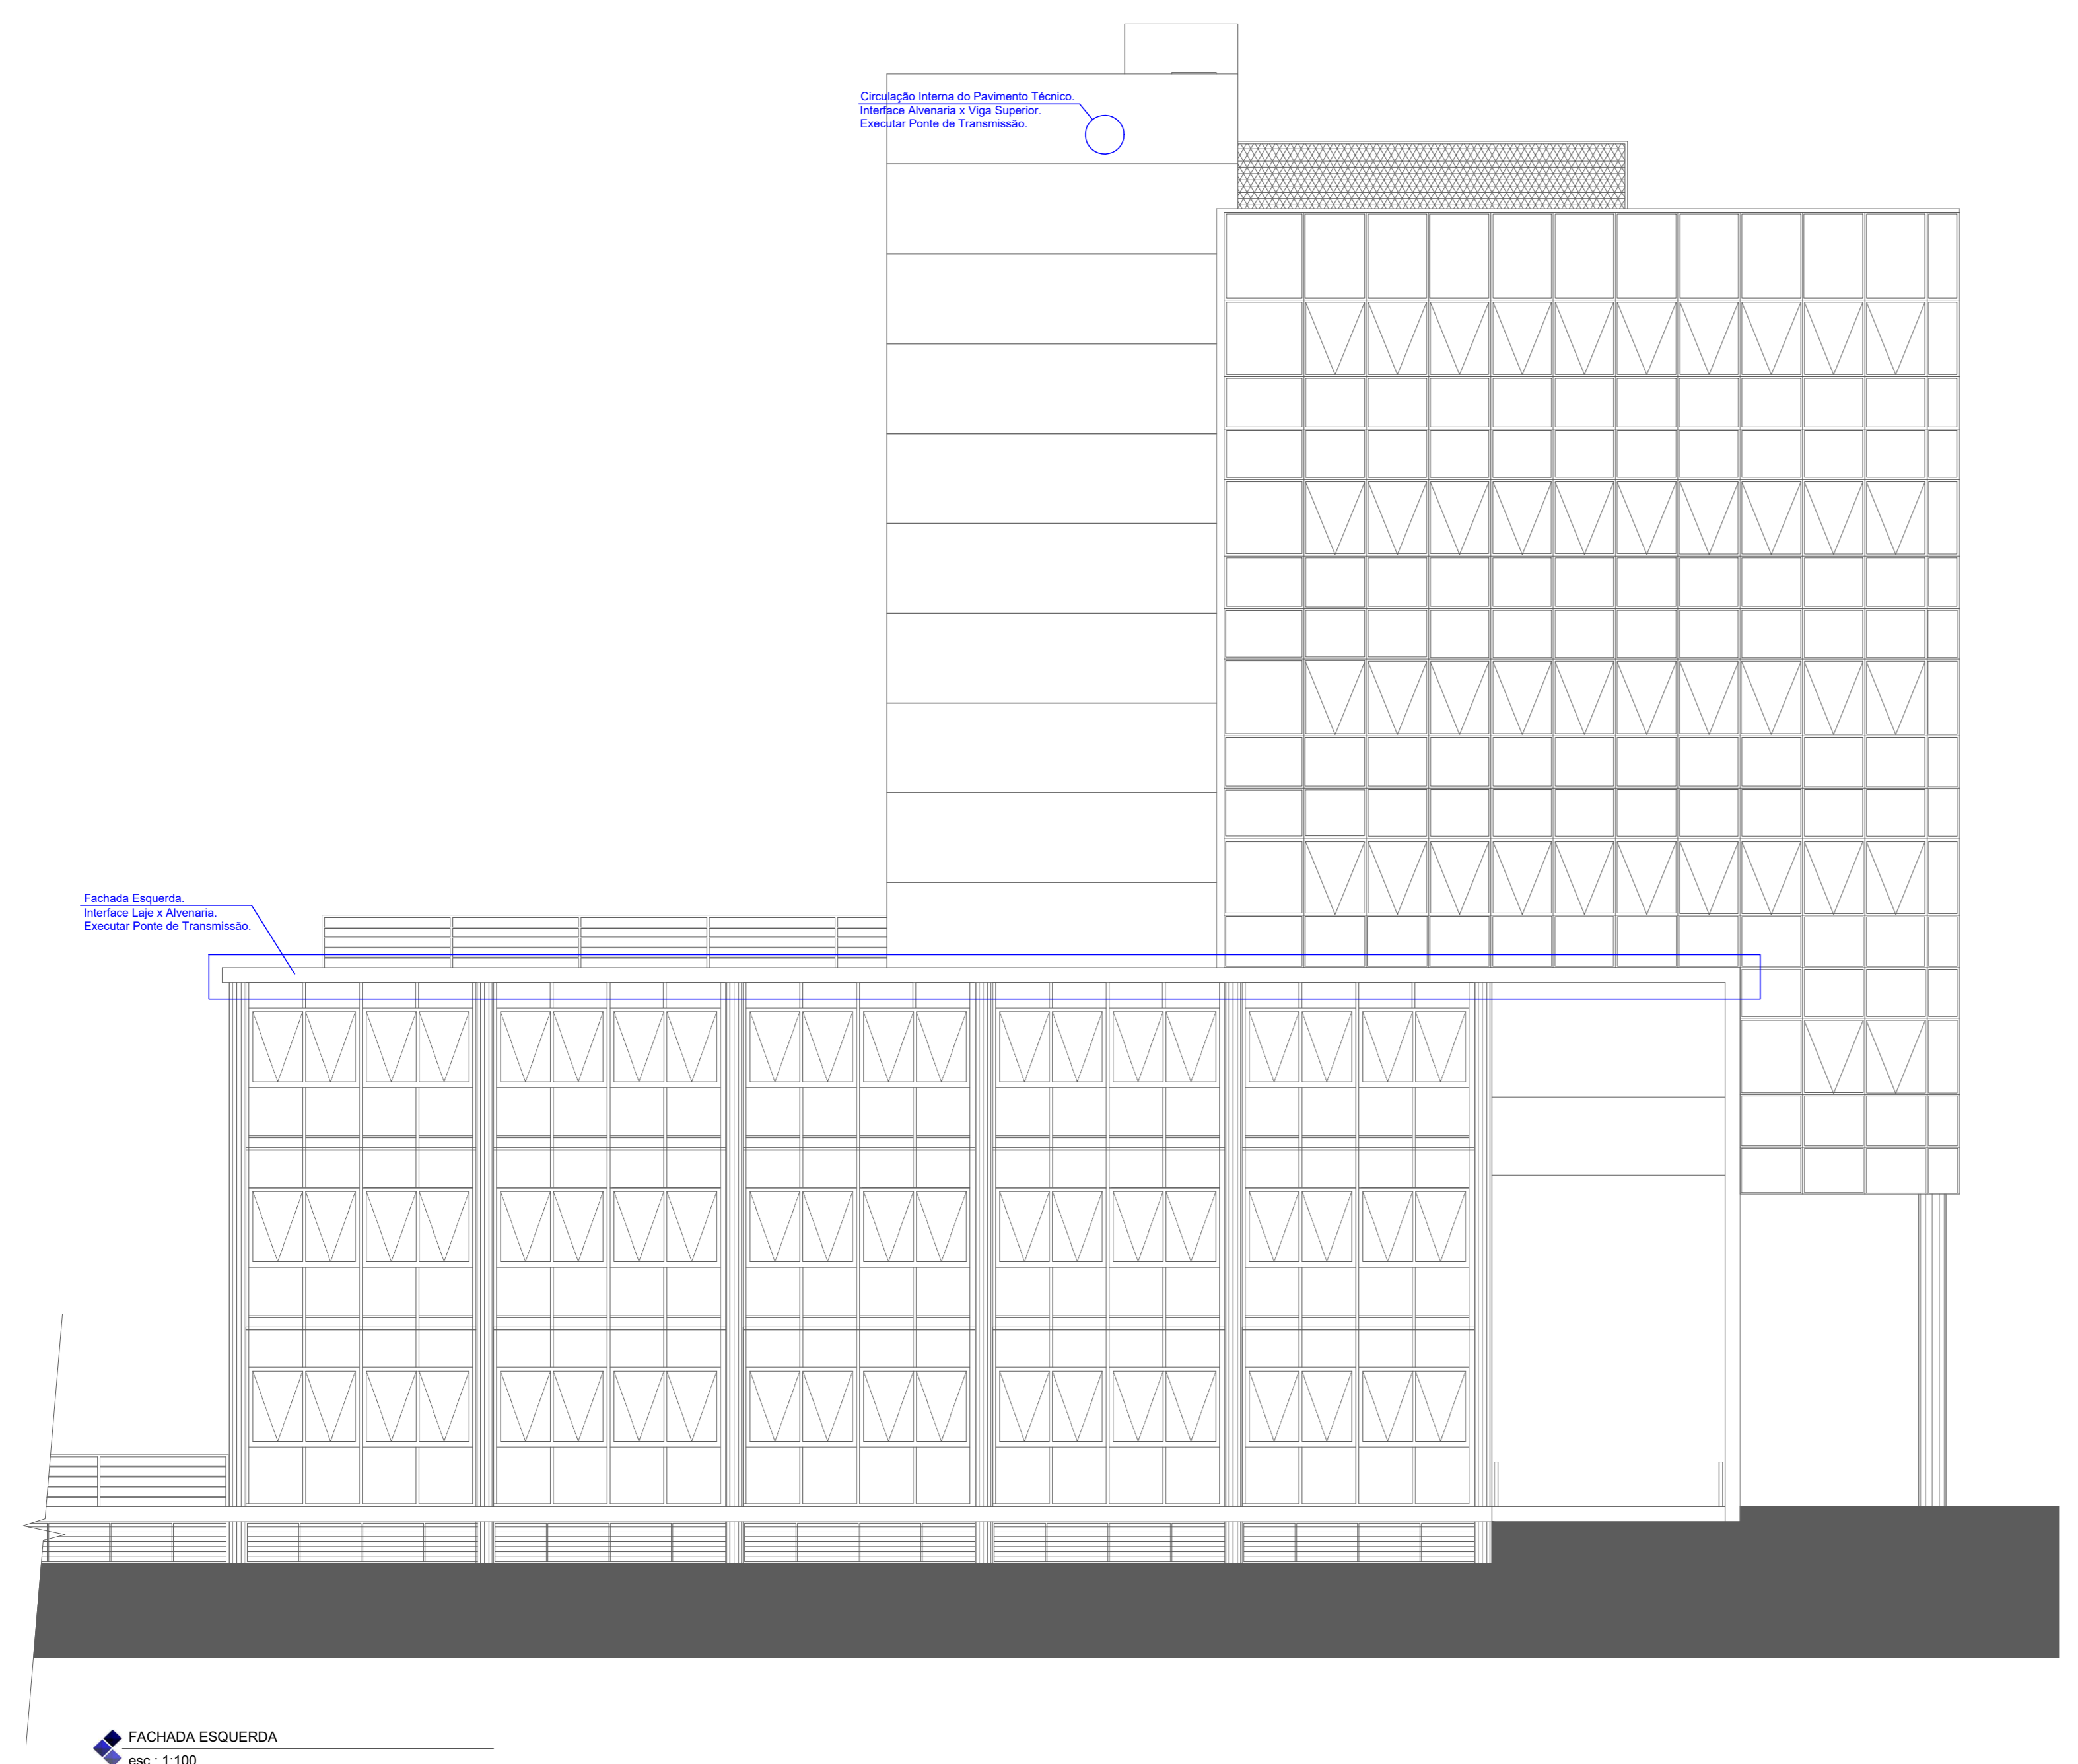 Circulação Interna do Pavimento Técnico.
Interface Alvenaria x Viga Superior.
Executar Ponte de Transmissão.
Fachada Esquerda.
Interface Laje x Alvenaria.
Executar Ponte de Transmissão.
FACHADA ESQUERDA
esc : 1:100